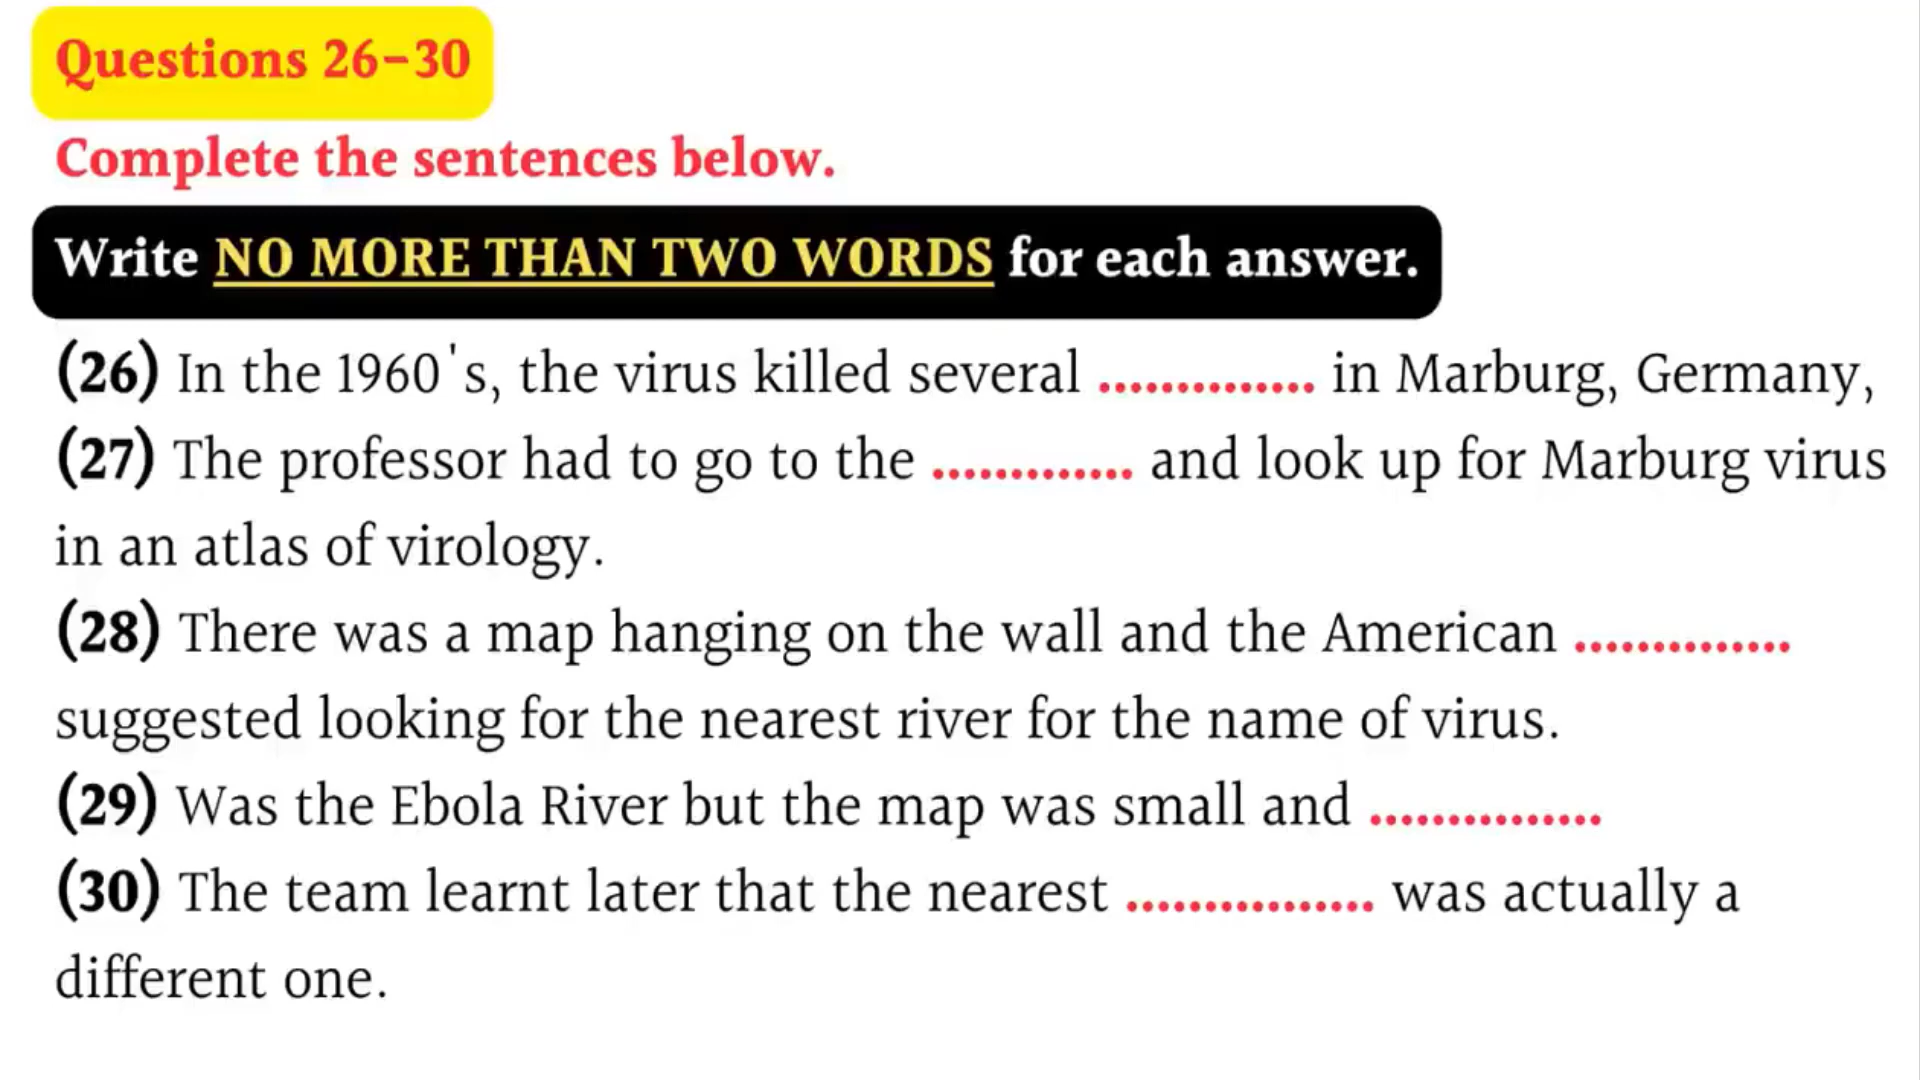 Questions 26-30
Complete the sentences below.
Write NO MORE THAN TWO WORDS for each answer.
(26) In the 1960's, the virus killed several .............. in Marburg, Germany,
(27) The professor had to go to the ............. and look up for Marburg virus
in an atlas of virology.
(28) There was a map hanging on the wall and the American ..............
suggested looking for the nearest river for the name of virus.
(29) Was the Ebola River but the map was small and ...............
(30) The team learnt later that the nearest ................ was actually a
different one.